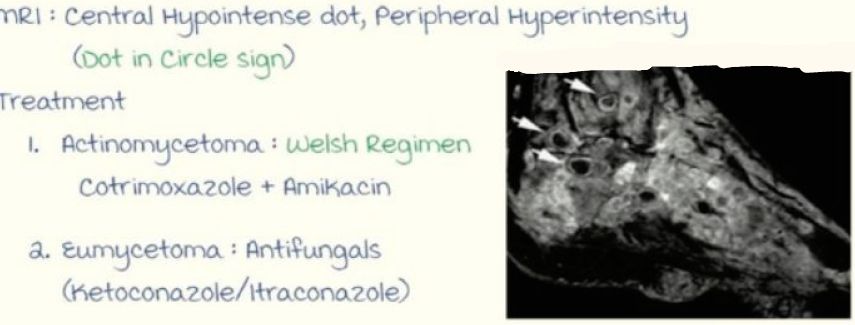 MRI : Central Hypointense dot, Peripheral Hyperintensity
(Dot in Circle sign)
Treatment
1. Actinomycetoma : Welsh Regimen
Cotrimoxazole + Amikacin
2. Eumycetoma : Antifungals
(Ketoconazole/Itraconazole)